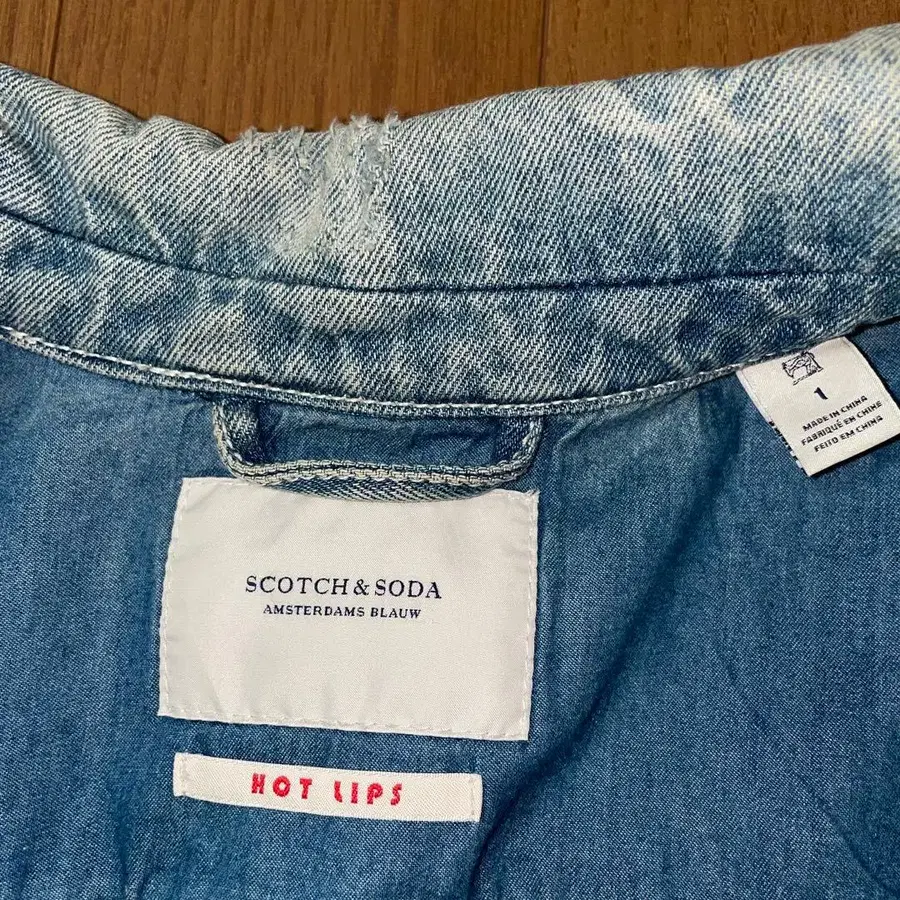 1
MADE IN CHINA
FABRIQUÉ EN CHINE
FEITO EM CHINA
SCOTCH & SODA
AMSTERDAMS BLAUW
HOT LIPS